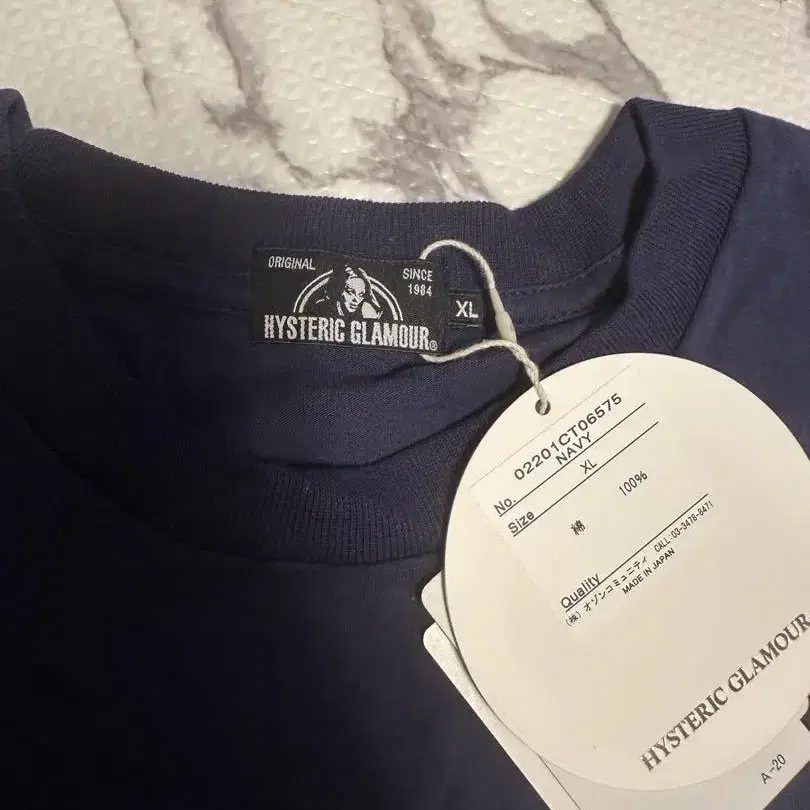 ORIGINAL
SINCE
1984
HYSTERIC GLAMOUR®
XL
No. 02201CT06575
NAVY
Size XL
綿 100%
Quality
(株)オゾンコミュニティ CALL:03-3478-8471
MADE IN JAPAN
HYSTERIC GLAMOUR
A-20